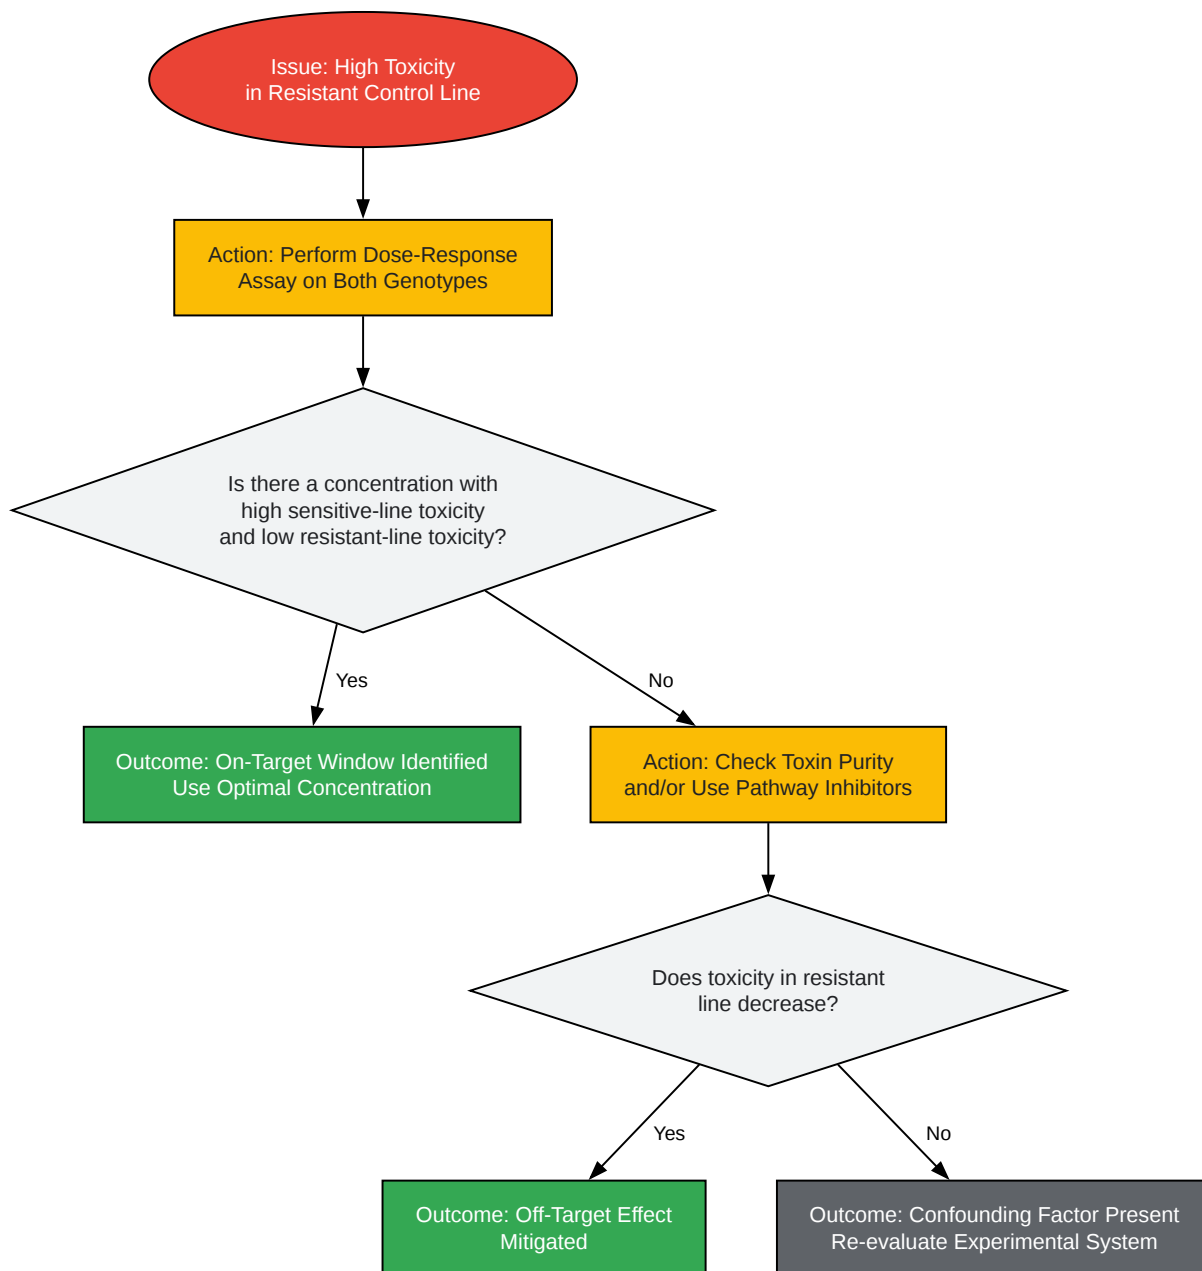 Issue: High Toxicity
in Resistant Control Line
Action: Perform Dose-Response
Assay on Both Genotypes
Is there a concentration with
high sensitive-line toxicity
and low resistant-line toxicity?
Yes
No
Outcome: On-Target Window Identified
Use Optimal Concentration
Action: Check Toxin Purity
and/or Use Pathway Inhibitors
Does toxicity in resistant
line decrease?
Yes
No
Outcome: Off-Target Effect
Mitigated
Outcome: Confounding Factor Present
Re-evaluate Experimental System